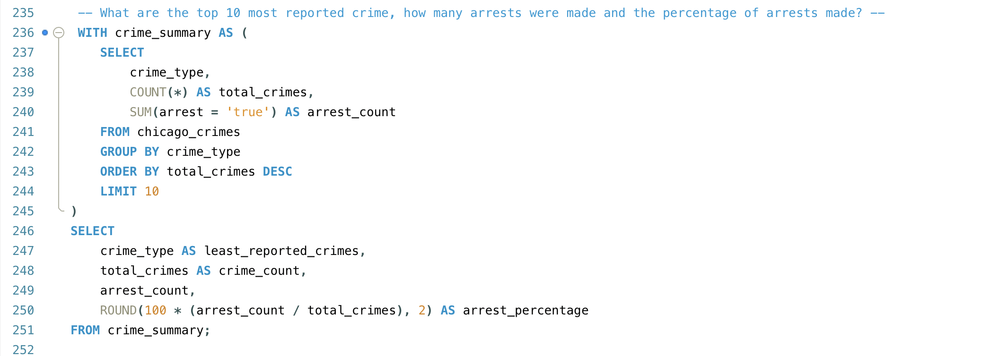 235 -- What are the top 10 most reported crime, how many arrests were made and the percentage of arrests made? --
236 WITH crime_summary AS (
237 SELECT
238 crime_type,
239 COUNT(*) AS total_crimes,
240 SUM(arrest = 'true') AS arrest_count
241 FROM chicago_crimes
242 GROUP BY crime_type
243 ORDER BY total_crimes DESC
244 LIMIT 10
245 )
246 SELECT
247 crime_type AS least_reported_crimes,
248 total_crimes AS crime_count,
249 arrest_count,
250 ROUND(100 * (arrest_count / total_crimes), 2) AS arrest_percentage
251 FROM crime_summary;
252